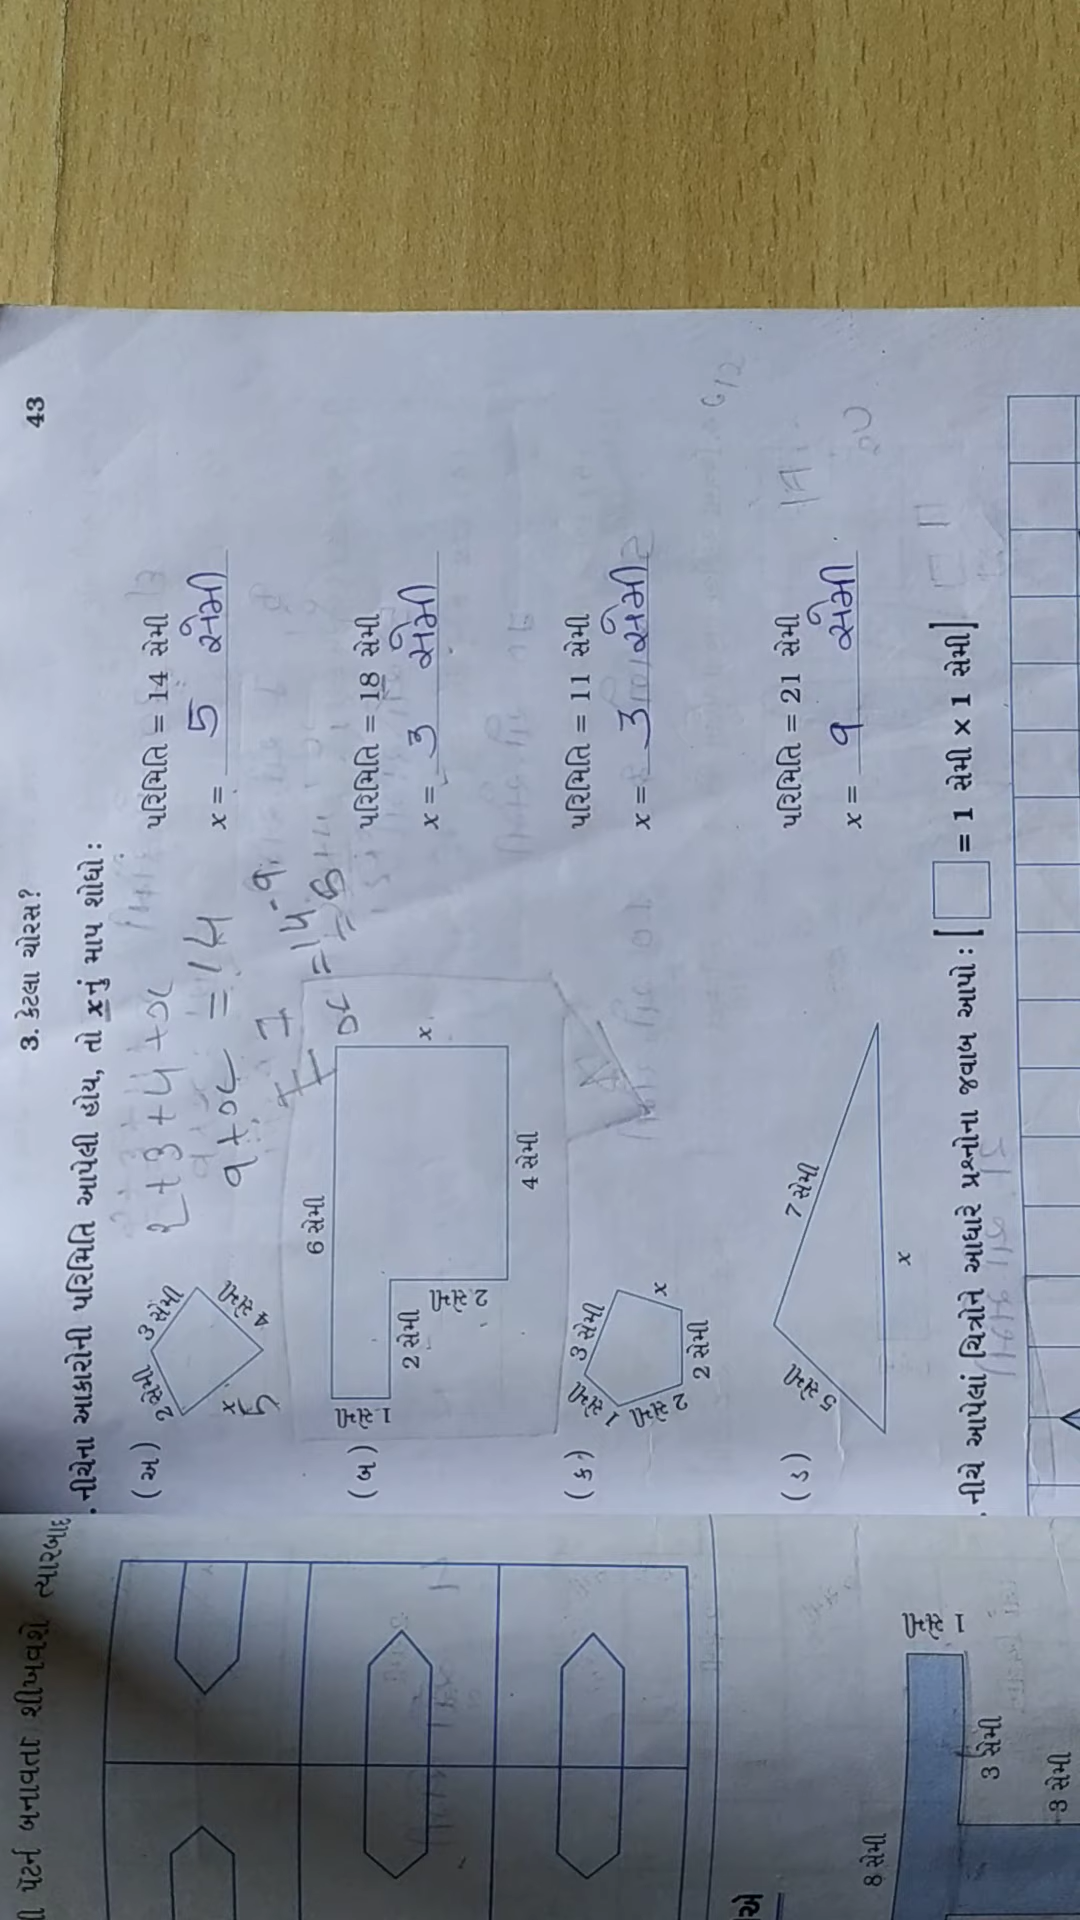 3. કેટલા ચોરસ?
43
. નીચેના આકારોની પરિમિતિ આપેલી હોય, તો x નું માપ શોધો :
(અ)
2 સેમી
3 સેમી
4 સેમી
x
5
2+3+4+x
9+x = 14
x = 14-9
= 5
પરિમિતિ = 14 સેમી
x = 5 સેમી
(બ)
6 સેમી
1 સેમી
2 સેમી
2 સેમી
4 સેમી
x
પરિમિતિ = 18 સેમી
x = 3 સેમી
(ક)
3 સેમી
1 સેમી
2 સેમી
2 સેમી
x
પરિમિતિ = 11 સેમી
x = 3 સેમી
(ડ)
5 સેમી
7 સેમી
x
પરિમિતિ = 21 સેમી
x = 9 સેમી
. નીચે આપેલાં ચિત્રોને આધારે પ્રશ્નોના જવાબ આપો : [ = 1 સેમી × 1 સેમી]
પેટર્ન બનાવતા શીખવશે ત્યારબાદ
8 સેમી
1 સેમી
3 સેમી
3 સેમી